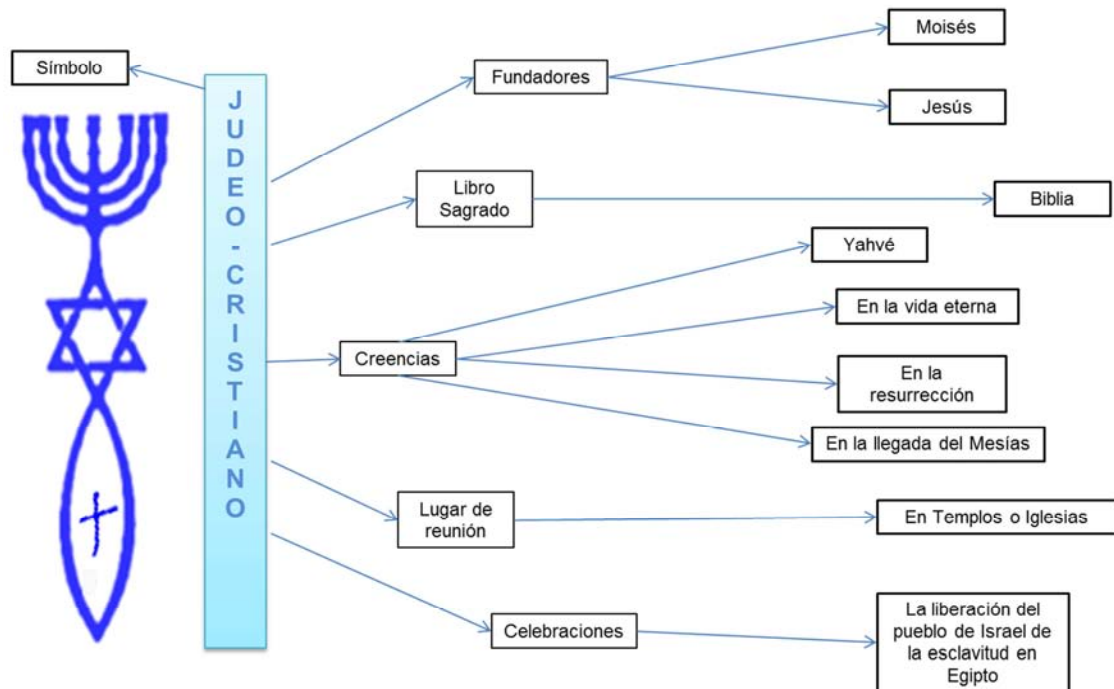 Símbolo
JUDEO-CRISTIANO
Fundadores
Moisés
Jesús
Libro
Sagrado
Biblia
Creencias
Yahvé
En la vida eterna
En la
resurrección
En la llegada del Mesías
Lugar de
reunión
En Templos o Iglesias
Celebraciones
La liberación del
pueblo de Israel de
la esclavitud en
Egipto